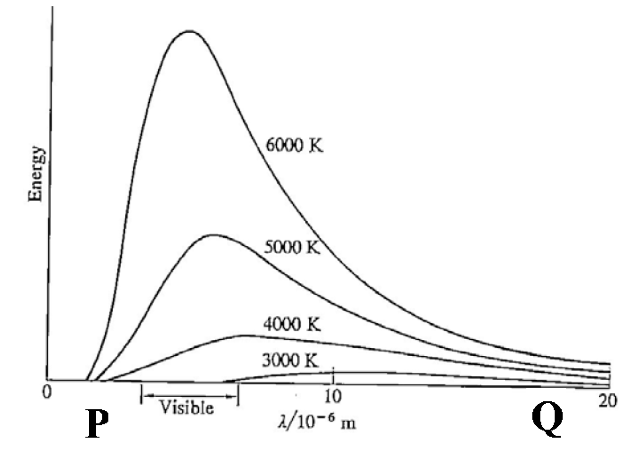 Energy
6000 K
5000 K
4000 K
3000 K
0
10
20
Visible
P
λ/10⁻⁶ m
Q